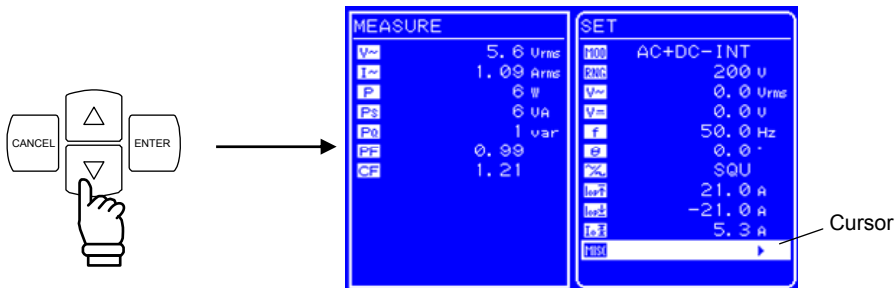 CANCEL
ENTER
MEASURE
V~ 5.6 Vrms
I~ 1.09 Arms
P 6 W
PS 6 VA
PQ 1 var
PF 0.99
CF 1.21
SET
MOD AC+DC-INT
RNG 200 V
V~ 0.0 Vrms
V= 0.0 V
f 50.0 Hz
θ 0.0 °
SQU
21.0 A
-21.0 A
5.3 A
MISC
Cursor